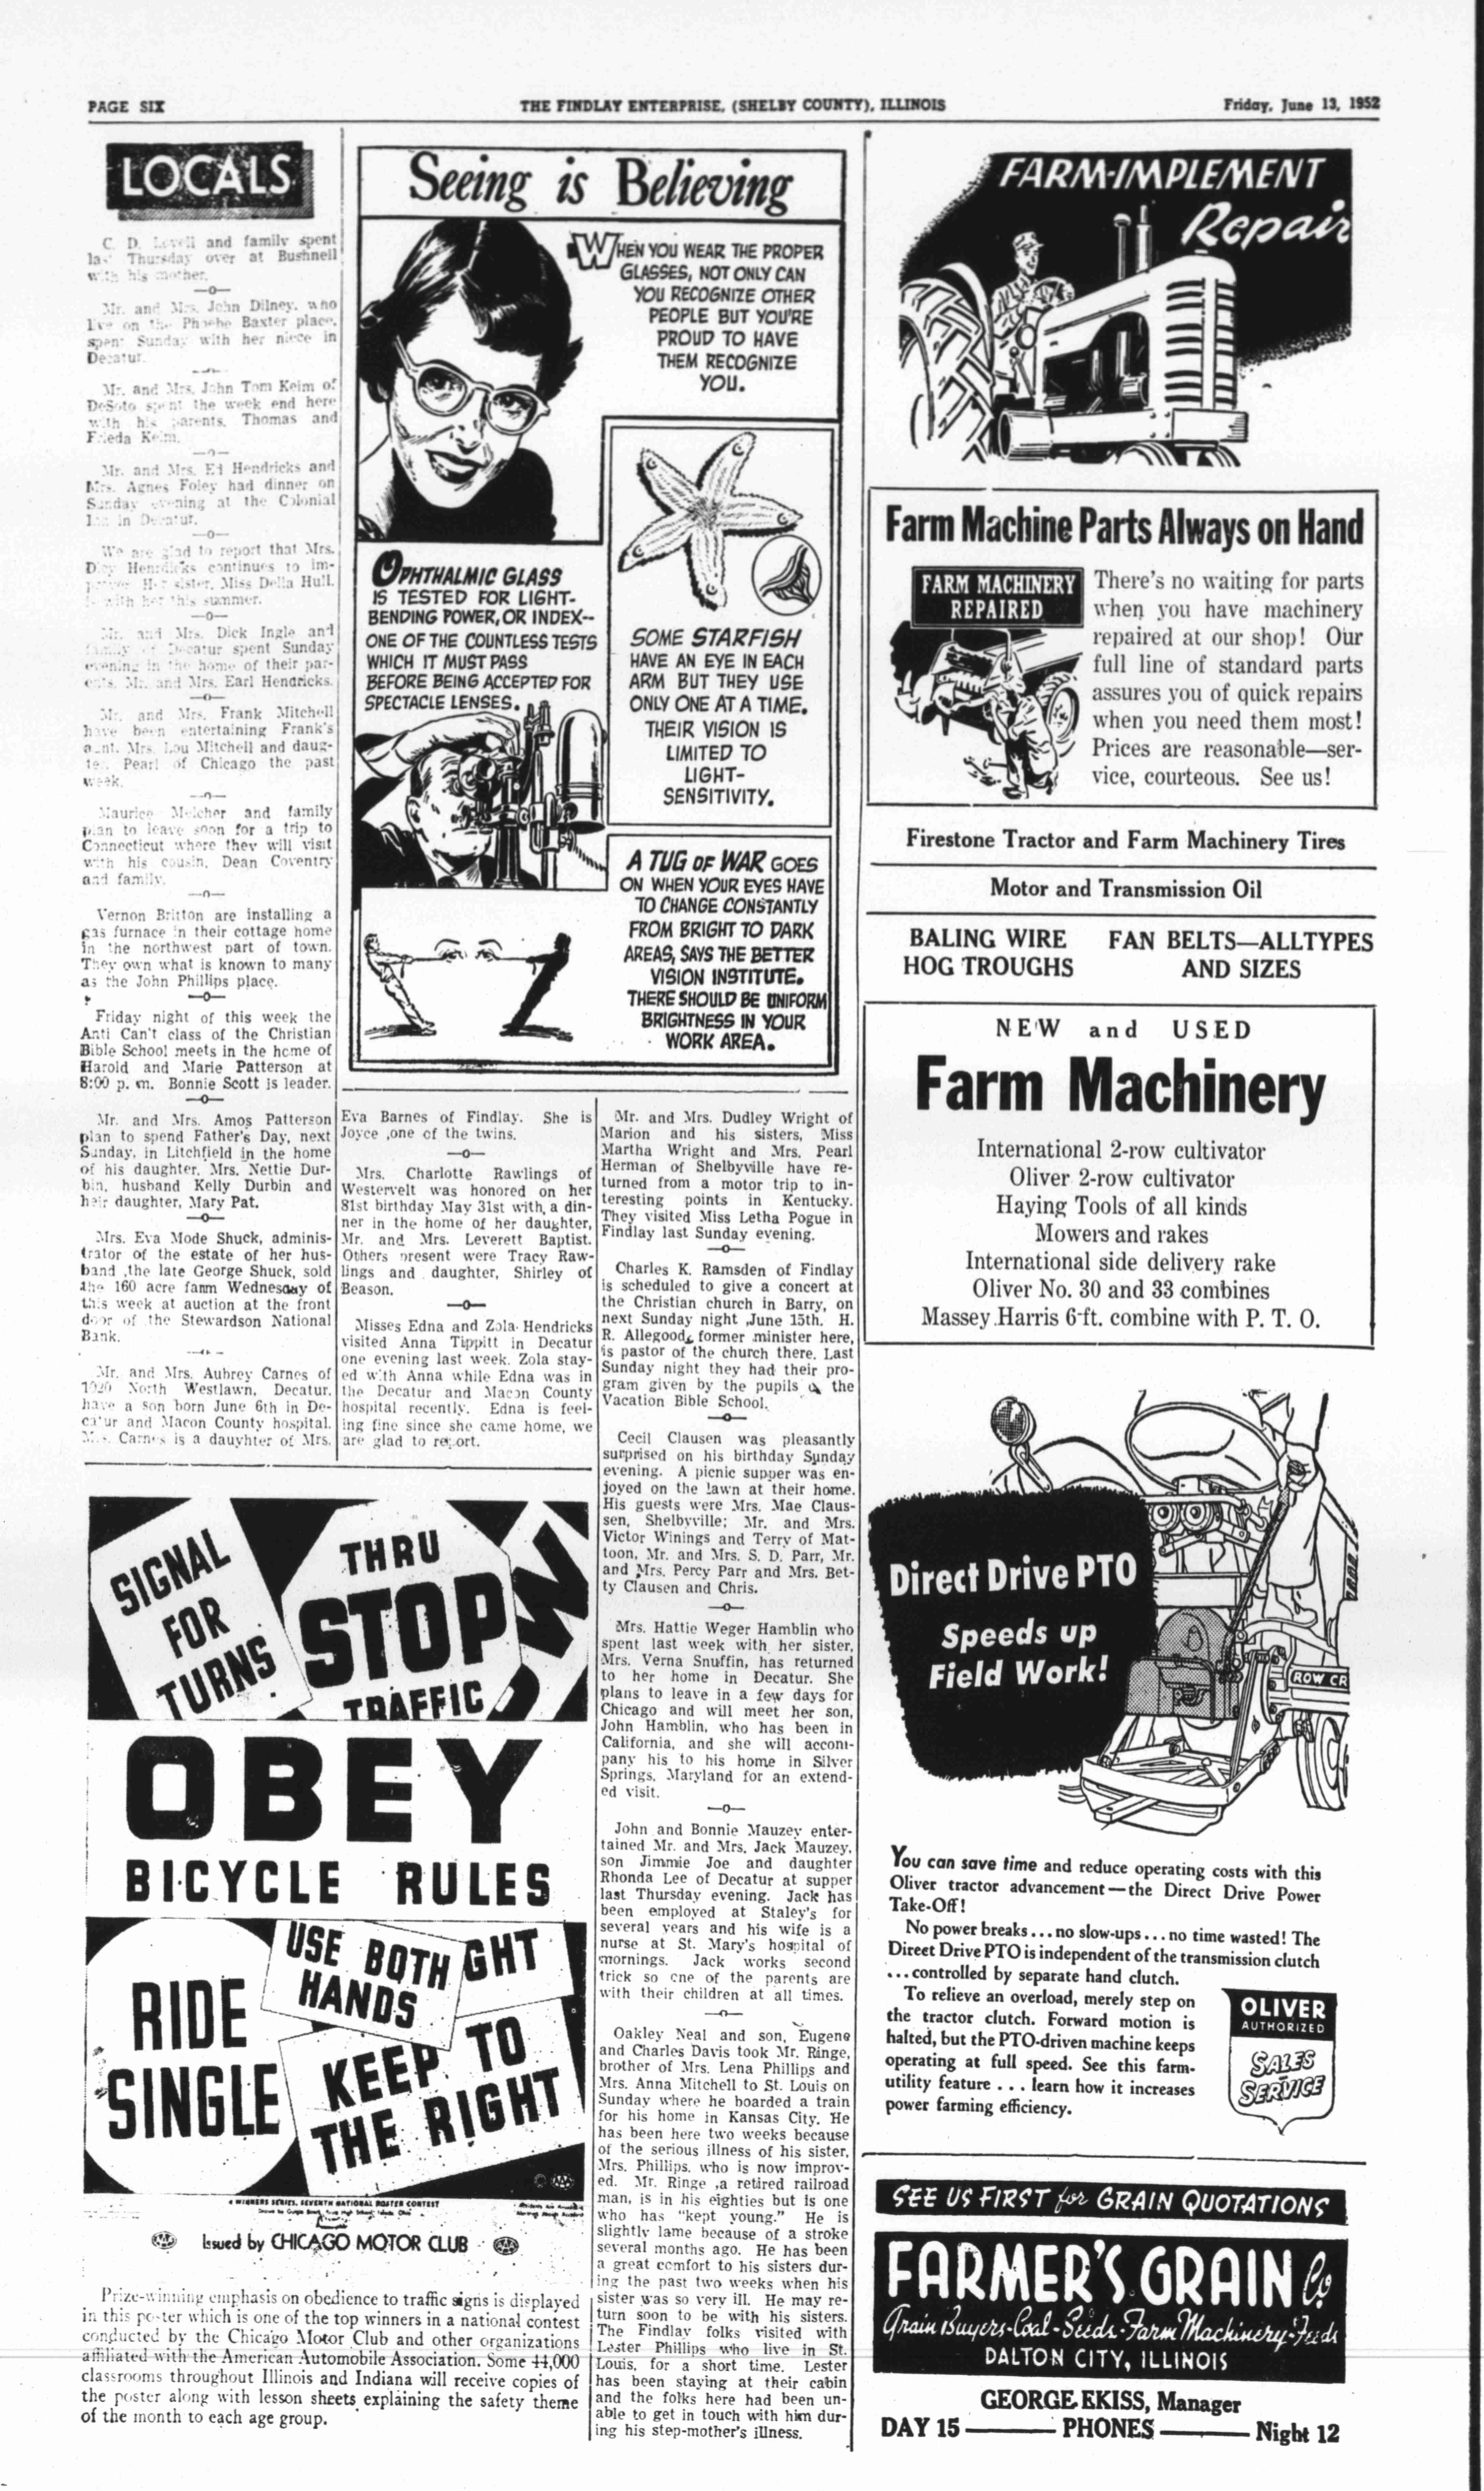 PAGE SIX
THE FINDLAY ENTERPRISE, (SHELBY COUNTY), ILLINOIS
Friday, June 13, 1952
LOCALS
C. D. Lovell and family spent
last Thursday over at Bushnell
with his mother.
—o—
Mr. and Mrs. John Dilney, who
live on the Phoebe Baxter place,
spent Sunday with her niece in
Decatur.
Mr. and Mrs. John Tom Keim of
DeSoto spent the week end here
with his parents, Thomas and
Frieda Keim.
—o—
Mr. and Mrs. Ed Hendricks and
Mrs. Agnes Foley had dinner on
Sunday evening at the Colonial
Inn in Decatur.
—o—
We are glad to report that Mrs.
Henrdicks continues to im-
prove. Her sister, Miss Della Hull,
is with her this summer.
—o—
Mr. and Mrs. Dick Ingle and
family of Decatur spent Sunday
evening in the home of their par-
ents, Mr. and Mrs. Earl Hendricks.
—o—
Mr. and Mrs. Frank Mitchell
have been entertaining Frank's
aunt, Mrs. Lou Mitchell and daug-
ter, Pearl of Chicago the past
week.
—o—
Maurice Melcher and family
plan to leave soon for a trip to
Connecticut where they will visit
with his cousin, Dean Coventry
and family.
—o—
Vernon Britton are installing a
gas furnace in their cottage home
in the northwest part of town.
They own what is known to many
as the John Phillips place.
—o—
Friday night of this week the
Anti Can't class of the Christian
Bible School meets in the home of
Harold and Marie Patterson at
8:00 p. m. Bonnie Scott is leader.
—o—
Mr. and Mrs. Amos Patterson
plan to spend Father's Day, next
Sunday, in Litchfield in the home
of his daughter, Mrs. Nettie Dur-
bin, husband Kelly Durbin and
heir daughter, Mary Pat.
—o—
Mrs. Eva Mode Shuck, adminis-
trator of the estate of her hus-
band ,the late George Shuck, sold
the 160 acre farm Wednesday of
this week at auction at the front
door of the Stewardson National
Bank.
Mr. and Mrs. Aubrey Carnes of
1020 North Westlawn, Decatur,
have a son born June 6th in De-
catur and Macon County hospital.
Mrs. Carnes is a dauyhter of Mrs.
Eva Barnes of Findlay. She is
Joyce ,one of the twins.
—o—
Mrs. Charlotte Rawlings of
Westervelt was honored on her
81st birthday May 31st with a din-
ner in the home of her daughter,
Mr. and Mrs. Leverett Baptist.
Others present were Tracy Raw-
lings and daughter, Shirley of
Beason.
—o—
Misses Edna and Zola Hendricks
visited Anna Tippitt in Decatur
one evening last week. Zola stay-
ed with Anna while Edna was in
the Decatur and Macon County
hospital recently. Edna is feel-
ing fine since she came home, we
are glad to report.
Mr. and Mrs. Dudley Wright of
Marion and his sisters, Miss
Martha Wright and Mrs. Pearl
Herman of Shelbyville have re-
turned from a motor trip to in-
teresting points in Kentucky.
They visited Miss Letha Pogue in
Findlay last Sunday evening.
—o—
Charles K. Ramsden of Findlay
is scheduled to give a concert at
the Christian church in Barry, on
next Sunday night ,June 15th. H.
R. Allegood, former minister here,
is pastor of the church there. Last
Sunday night they had their pro-
gram given by the pupils the
Vacation Bible School.
—o—
Cecil Clausen was pleasantly
surprised on his birthday Sunday
evening. A picnic supper was en-
joyed on the lawn at their home.
His guests were Mrs. Mae Claus-
sen, Shelbyville; Mr. and Mrs.
Victor Winings and Terry of Mat-
toon, Mr. and Mrs. S. D. Parr, Mr.
and Mrs. Percy Parr and Mrs. Bet-
ty Clausen and Chris.
—o—
Mrs. Hattie Weger Hamblin who
spent last week with her sister,
Mrs. Verna Snuffin, has returned
to her home in Decatur. She
plans to leave in a few days for
Chicago and will meet her son,
John Hamblin, who has been in
California, and she will accom-
pany his to his home in Silver
Springs, Maryland for an extend-
ed visit.
—o—
John and Bonnie Mauzey enter-
tained Mr. and Mrs. Jack Mauzey,
son Jimmie Joe and daughter
Rhonda Lee of Decatur at supper
last Thursday evening. Jack has
been employed at Staley's for
several years and his wife is a
nurse at St. Mary's hospital of
mornings. Jack works second
trick so one of the parents are
with their children at all times.
—o—
Oakley Neal and son, Eugene
and Charles Davis took Mr. Ringe,
brother of Mrs. Lena Phillips and
Mrs. Anna Mitchell to St. Louis on
Sunday where he boarded a train
for his home in Kansas City. He
has been here two weeks because
of the serious illness of his sister,
Mrs. Phillips, who is now improv-
ed. Mr. Ringe ,a retired railroad
man, is in his eighties but is one
who has "kept young." He is
slightly lame because of a stroke
several months ago. He has been
a great comfort to his sisters dur-
ing the past two weeks when his
sister was so very ill. He may re-
turn soon to be with his sisters.
The Findlay folks visited with
Lester Phillips who live in St.
Louis, for a short time. Lester
has been staying at their cabin
and the folks here had been un-
able to get in touch with him dur-
ing his step-mother's illness.
Seeing is Believing
WHEN YOU WEAR THE PROPER
GLASSES, NOT ONLY CAN
YOU RECOGNIZE OTHER
PEOPLE BUT YOU'RE
PROUD TO HAVE
THEM RECOGNIZE
YOU.
OPHTHALMIC GLASS
IS TESTED FOR LIGHT-
BENDING POWER, OR INDEX--
ONE OF THE COUNTLESS TESTS
WHICH IT MUST PASS
BEFORE BEING ACCEPTED FOR
SPECTACLE LENSES.
SOME STARFISH
HAVE AN EYE IN EACH
ARM BUT THEY USE
ONLY ONE AT A TIME.
THEIR VISION IS
LIMITED TO
LIGHT-
SENSITIVITY.
A TUG OF WAR GOES
ON WHEN YOUR EYES HAVE
TO CHANGE CONSTANTLY
FROM BRIGHT TO DARK
AREAS, SAYS THE BETTER
VISION INSTITUTE.
THERE SHOULD BE UNIFORM
BRIGHTNESS IN YOUR
WORK AREA.
SIGNAL
FOR
TURNS
THRU
STOP
TRAFFIC
OBEY
BICYCLE RULES
RIDE
SINGLE
USE BOTH
HANDS
GHT
KEEP TO
THE RIGHT
4 WINNERS SERIES, SEVENTH NATIONAL POSTER CONTEST
Issued by CHICAGO MOTOR CLUB
Prize-winning emphasis on obedience to traffic signs is displayed
in this poster which is one of the top winners in a national contest
conducted by the Chicago Motor Club and other organizations
affiliated with the American Automobile Association. Some 44,000
classrooms throughout Illinois and Indiana will receive copies of
the poster along with lesson sheets explaining the safety theme
of the month to each age group.
FARM-IMPLEMENT
Repair
Farm Machine Parts Always on Hand
FARM MACHINERY
REPAIRED
There's no waiting for parts
when you have machinery
repaired at our shop! Our
full line of standard parts
assures you of quick repairs
when you need them most!
Prices are reasonable—ser-
vice, courteous. See us!
Firestone Tractor and Farm Machinery Tires
Motor and Transmission Oil
BALING WIRE
HOG TROUGHS
FAN BELTS—ALLTYPES
AND SIZES
NEW and USED
Farm Machinery
International 2-row cultivator
Oliver 2-row cultivator
Haying Tools of all kinds
Mowers and rakes
International side delivery rake
Oliver No. 30 and 33 combines
Massey Harris 6-ft. combine with P. T. O.
Direct Drive PTO
Speeds up
Field Work!
ROW CR
You can save time and reduce operating costs with this
Oliver tractor advancement—the Direct Drive Power
Take-Off!
No power breaks...no slow-ups...no time wasted! The
Direct Drive PTO is independent of the transmission clutch
...controlled by separate hand clutch.
To relieve an overload, merely step on
the tractor clutch. Forward motion is
halted, but the PTO-driven machine keeps
operating at full speed. See this farm-
utility feature ... learn how it increases
power farming efficiency.
OLIVER
AUTHORIZED
SALES
SERVICE
SEE US FIRST for GRAIN QUOTATIONS
FARMER'S GRAIN Co
Grain Buyers-Coal-Seeds-Farm Machinery-Feeds
DALTON CITY, ILLINOIS
GEORGE EKISS, Manager
DAY 15 ——— PHONES ——— Night 12